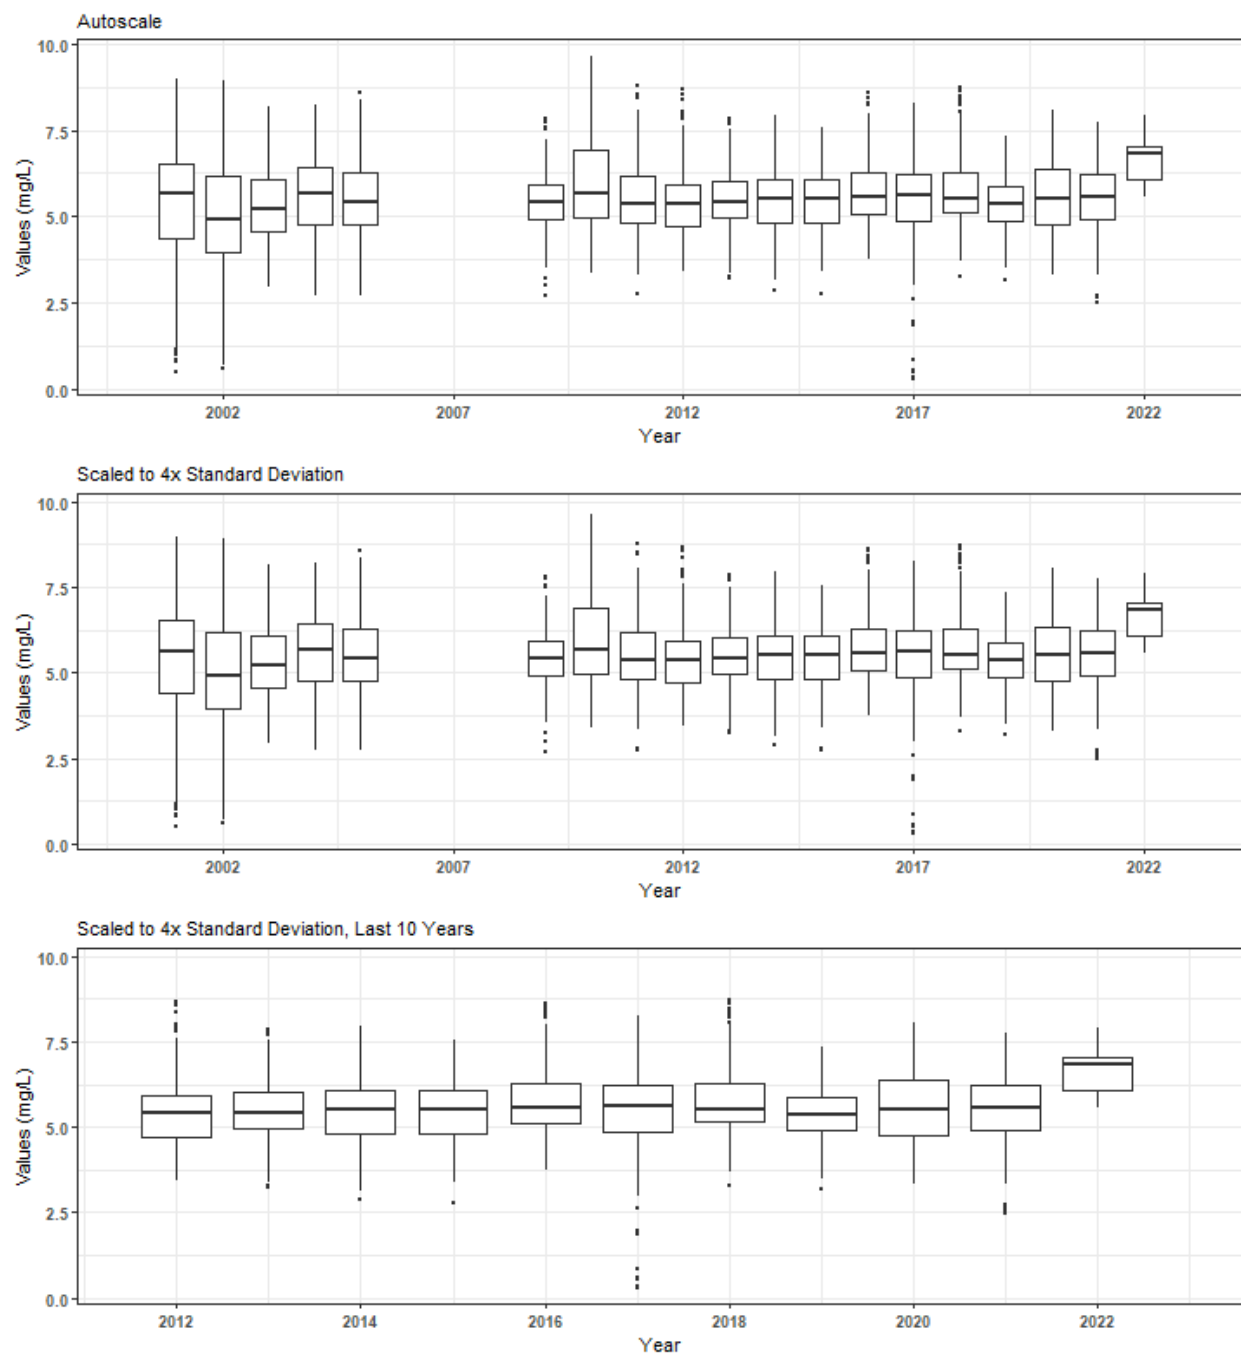 Autoscale
10.0
7.5
5.0
2.5
0.0
Values (mg/L)
2002 2007 2012 2017 2022
Year
Scaled to 4x Standard Deviation
10.0
7.5
5.0
2.5
0.0
Values (mg/L)
2002 2007 2012 2017 2022
Year
Scaled to 4x Standard Deviation, Last 10 Years
10.0
7.5
5.0
2.5
0.0
Values (mg/L)
2012 2014 2016 2018 2020 2022
Year